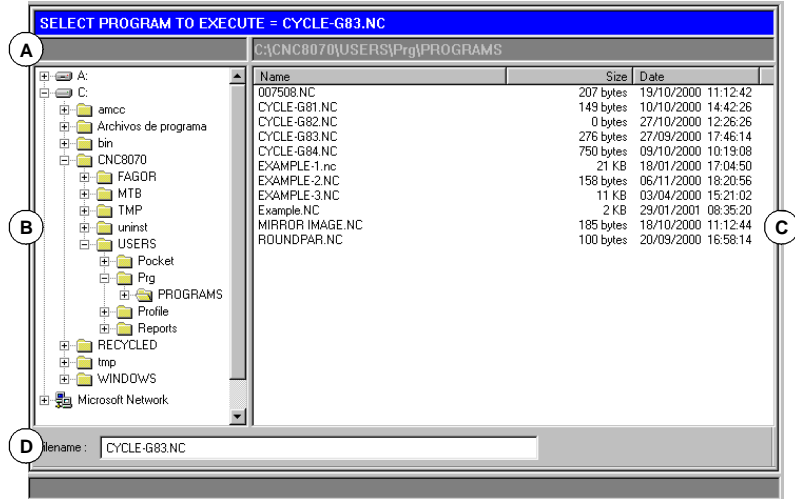 SELECT PROGRAM TO EXECUTE = CYCLE-G83.NC
A
C:\CNC8070\USERS\Prg\PROGRAMS
A:
C:
amcc
Archivos de programa
bin
CNC8070
FAGOR
MTB
TMP
uninst
USERS
Pocket
Prg
PROGRAMS
Profile
Reports
RECYCLED
tmp
WINDOWS
Microsoft Network
B
Name Size Date
007508.NC 207 bytes 19/10/2000 11:12:42
CYCLE-G81.NC 149 bytes 10/10/2000 14:42:26
CYCLE-G82.NC 0 bytes 27/10/2000 12:26:26
CYCLE-G83.NC 276 bytes 27/09/2000 17:46:14
CYCLE-G84.NC 750 bytes 09/10/2000 10:19:08
EXAMPLE-1.nc 21 KB 18/01/2000 17:04:50
EXAMPLE-2.NC 158 bytes 06/11/2000 18:20:56
EXAMPLE-3.NC 11 KB 03/04/2000 15:21:02
Example.NC 2 KB 29/01/2001 08:35:20
MIRROR IMAGE.NC 185 bytes 18/10/2000 11:12:44
ROUNDPAR.NC 100 bytes 20/09/2000 16:58:14
C
D
ilename : CYCLE-G83.NC